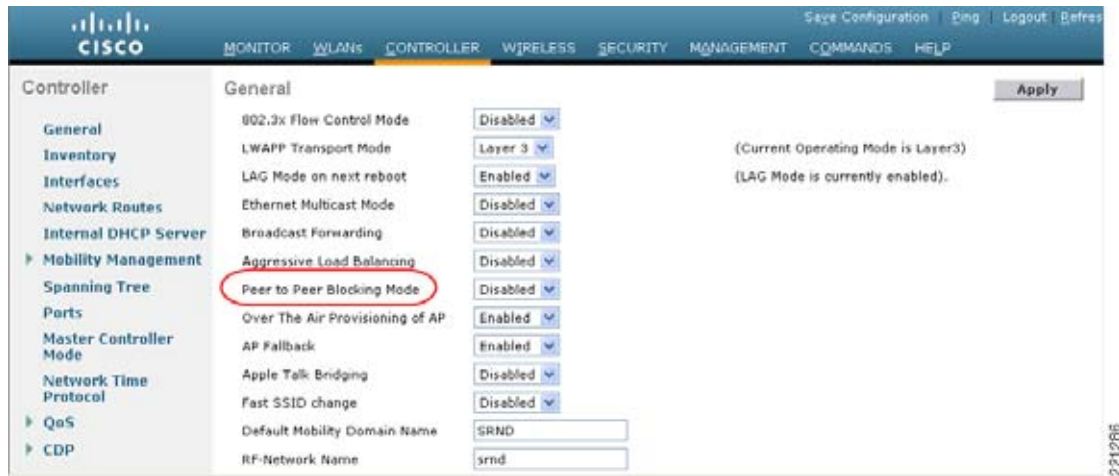 Save Configuration Ping Logout Refres
CISCO
MONITOR WLANs CONTROLLER WIRELESS SECURITY MANAGEMENT COMMANDS HELP
Controller
General
Inventory
Interfaces
Network Routes
Internal DHCP Server
Mobility Management
Spanning Tree
Ports
Master Controller
Mode
Network Time
Protocol
QoS
CDP
General
Apply
802.3x Flow Control Mode Disabled
LWAPP Transport Mode Layer 3 (Current Operating Mode is Layer3)
LAG Mode on next reboot Enabled (LAG Mode is currently enabled).
Ethernet Multicast Mode Disabled
Broadcast Forwarding Disabled
Aggressive Load Balancing Disabled
Peer to Peer Blocking Mode Disabled
Over The Air Provisioning of AP Enabled
AP Fallback Enabled
Apple Talk Bridging Disabled
Fast SSID change Disabled
Default Mobility Domain Name SRND
RF-Network Name srnd
221286